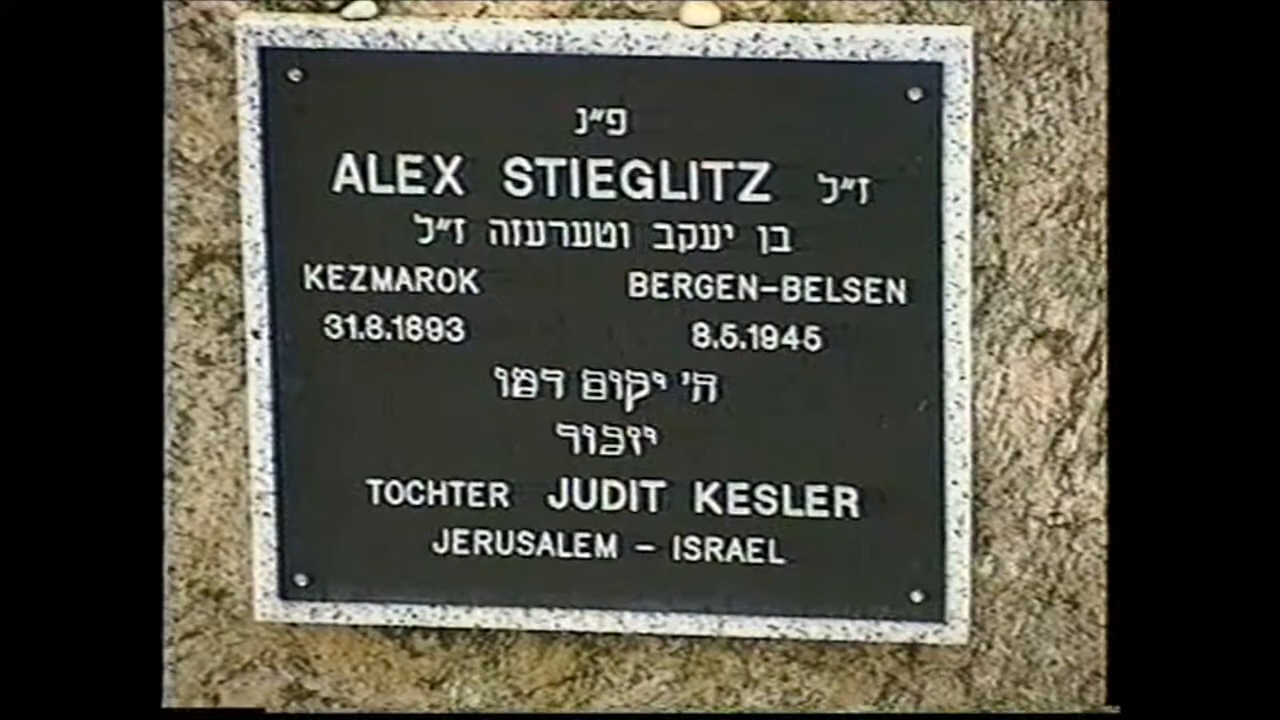 פ״נ
ALEX STIEGLITZ ז״ל
בן יעקב וטערעזה ז״ל
KEZMAROK BERGEN-BELSEN
31.8.1893 8.5.1945
ה׳ יקום דמו
יזכור
TOCHTER JUDIT KESLER
JERUSALEM - ISRAEL